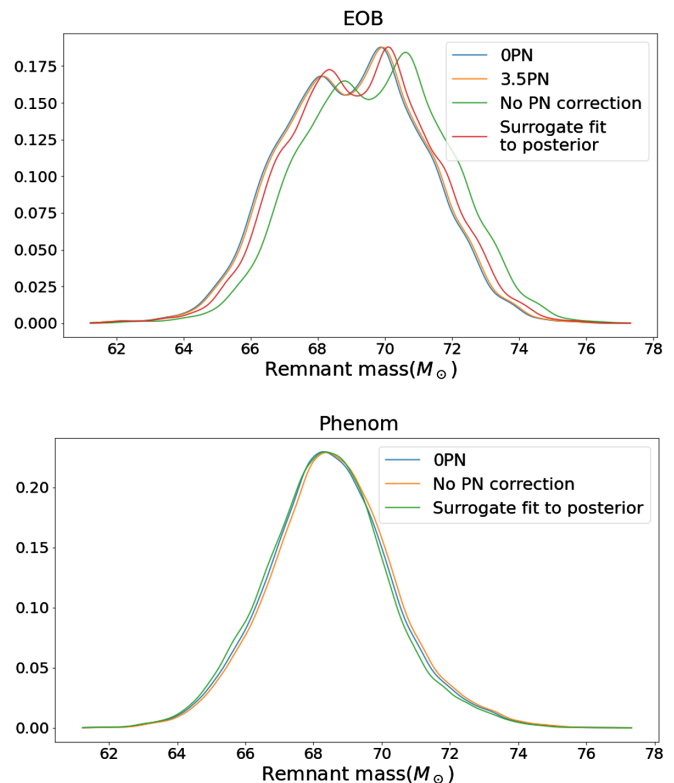 EOB
0PN
3.5PN
No PN correction
Surrogate fit
to posterior
0.175
0.150
0.125
0.100
0.075
0.050
0.025
0.000
62 64 66 68 70 72 74 76 78
Remnant mass(M⊙)
Phenom
0PN
No PN correction
Surrogate fit to posterior
0.20
0.15
0.10
0.05
0.00
62 64 66 68 70 72 74 76 78
Remnant mass(M⊙)